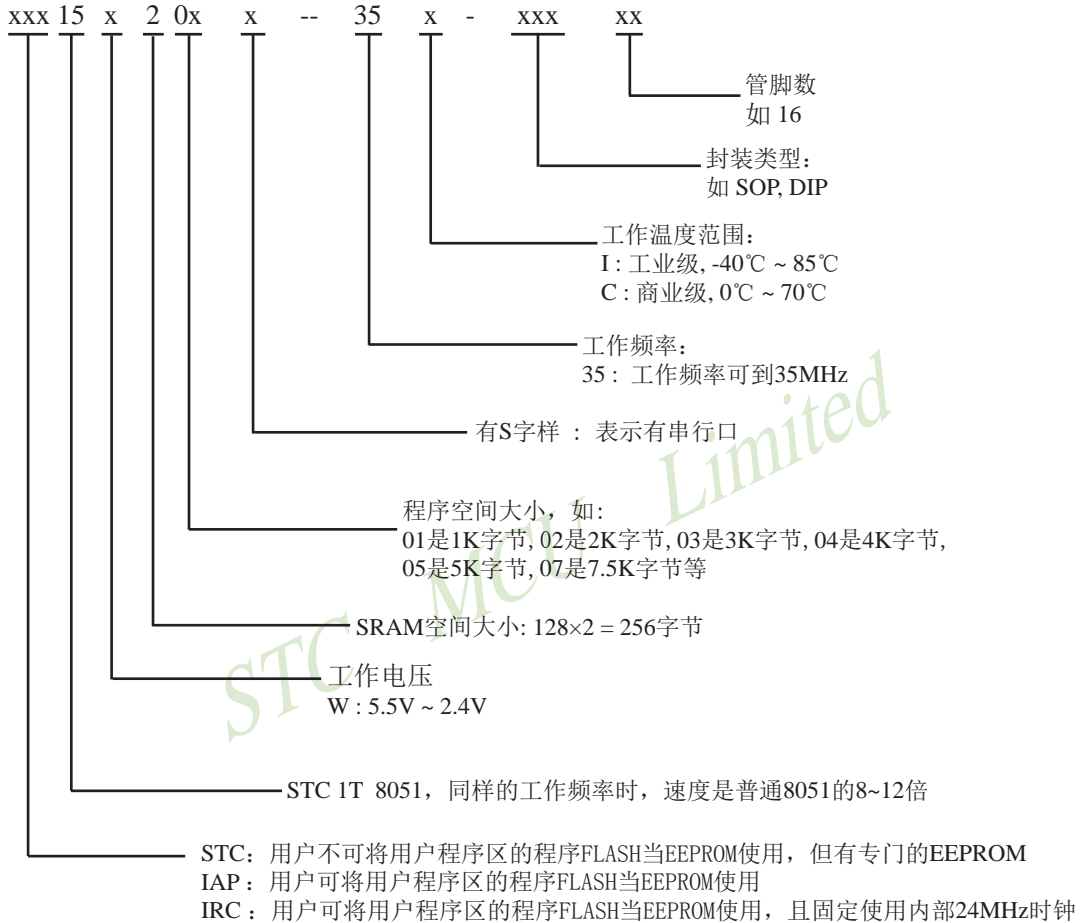 xxx 15 x 2 0x x -- 35 x - xxx xx
管脚数
如 16
封装类型：
如 SOP, DIP
工作温度范围：
I : 工业级, -40℃ ~ 85℃
C : 商业级, 0℃ ~ 70℃
工作频率：
35 : 工作频率可到35MHz
有S字样 : 表示有串行口
程序空间大小，如:
01是1K字节, 02是2K字节, 03是3K字节, 04是4K字节,
05是5K字节, 07是7.5K字节等
SRAM空间大小: 128×2 = 256字节
工作电压
W : 5.5V ~ 2.4V
STC 1T 8051，同样的工作频率时，速度是普通8051的8~12倍
STC：用户不可将用户程序区的程序FLASH当EEPROM使用，但有专门的EEPROM
IAP：用户可将用户程序区的程序FLASH当EEPROM使用
IRC：用户可将用户程序区的程序FLASH当EEPROM使用，且固定使用内部24MHz时钟
STC MCU Limited